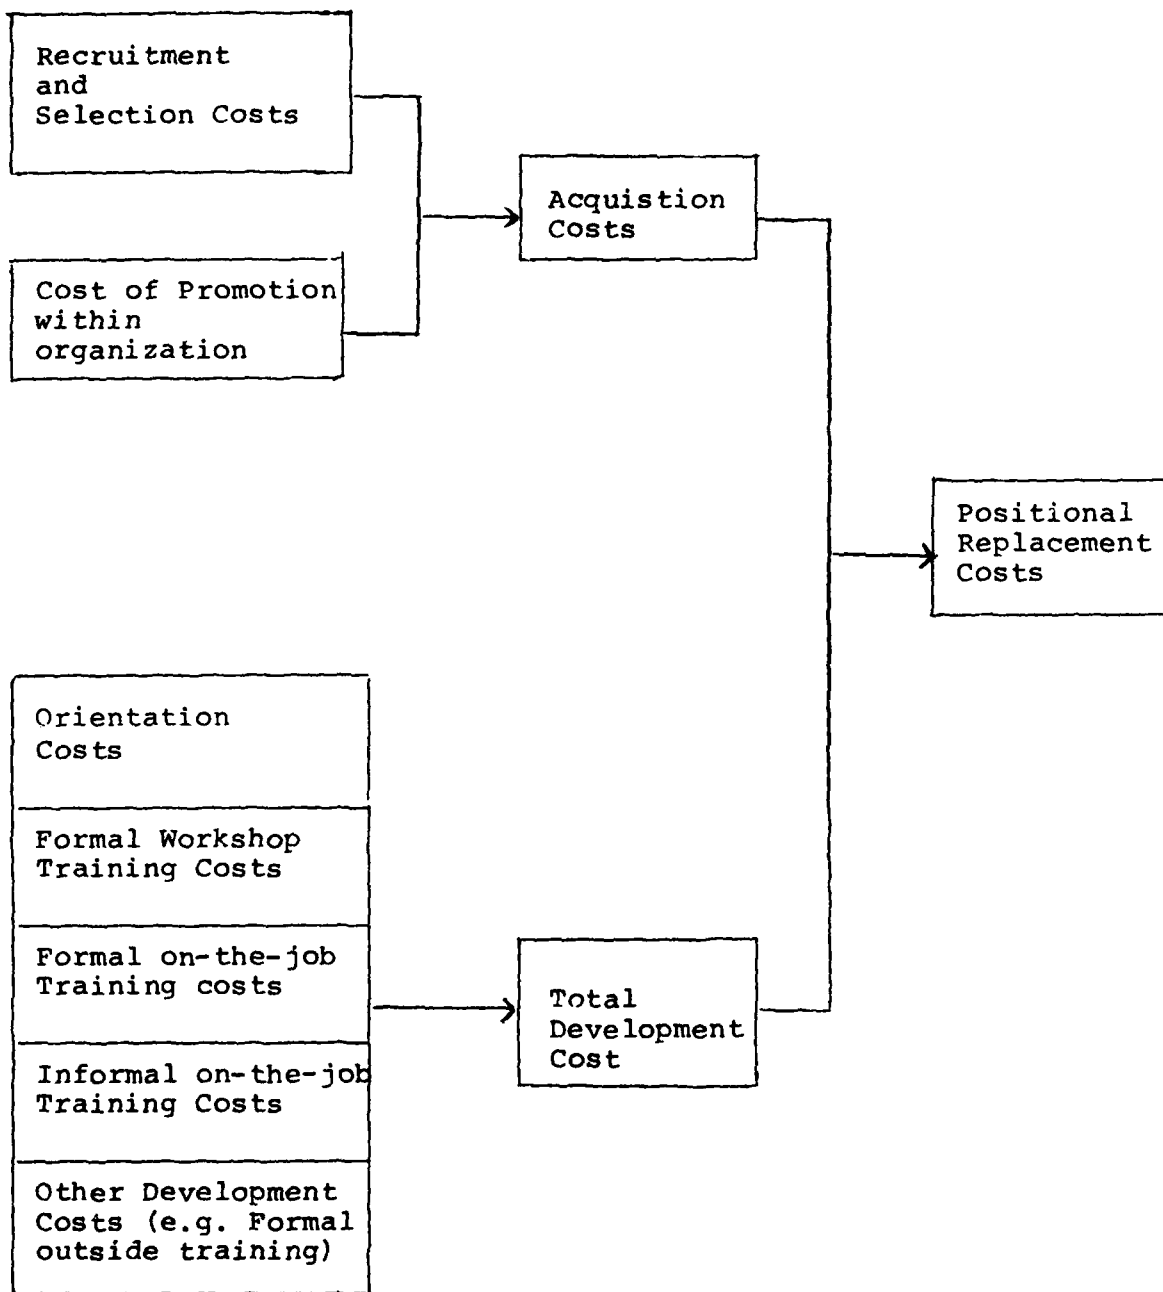 Recruitment
and
Selection Costs
Cost of Promotion
within
organization
Acquistion
Costs
Positional
Replacement
Costs
Orientation
Costs
Formal Workshop
Training Costs
Formal on-the-job
Training costs
Informal on-the-job
Training Costs
Other Development
Costs (e.g. Formal
outside training)
Total
Development
Cost